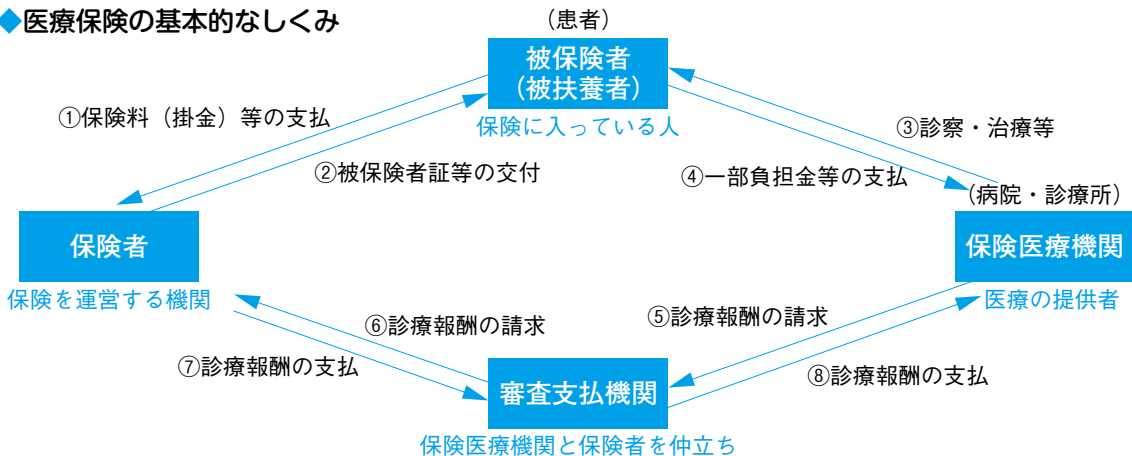 ◆医療保険の基本的なしくみ
（患者）
被保険者
（被扶養者）
保険に入っている人
①保険料（掛金）等の支払
②被保険者証等の交付
③診察・治療等
④一部負担金等の支払
（病院・診療所）
保険者
保険を運営する機関
保険医療機関
医療の提供者
⑥診療報酬の請求
⑤診療報酬の請求
⑦診療報酬の支払
⑧診療報酬の支払
審査支払機関
保険医療機関と保険者を仲立ち